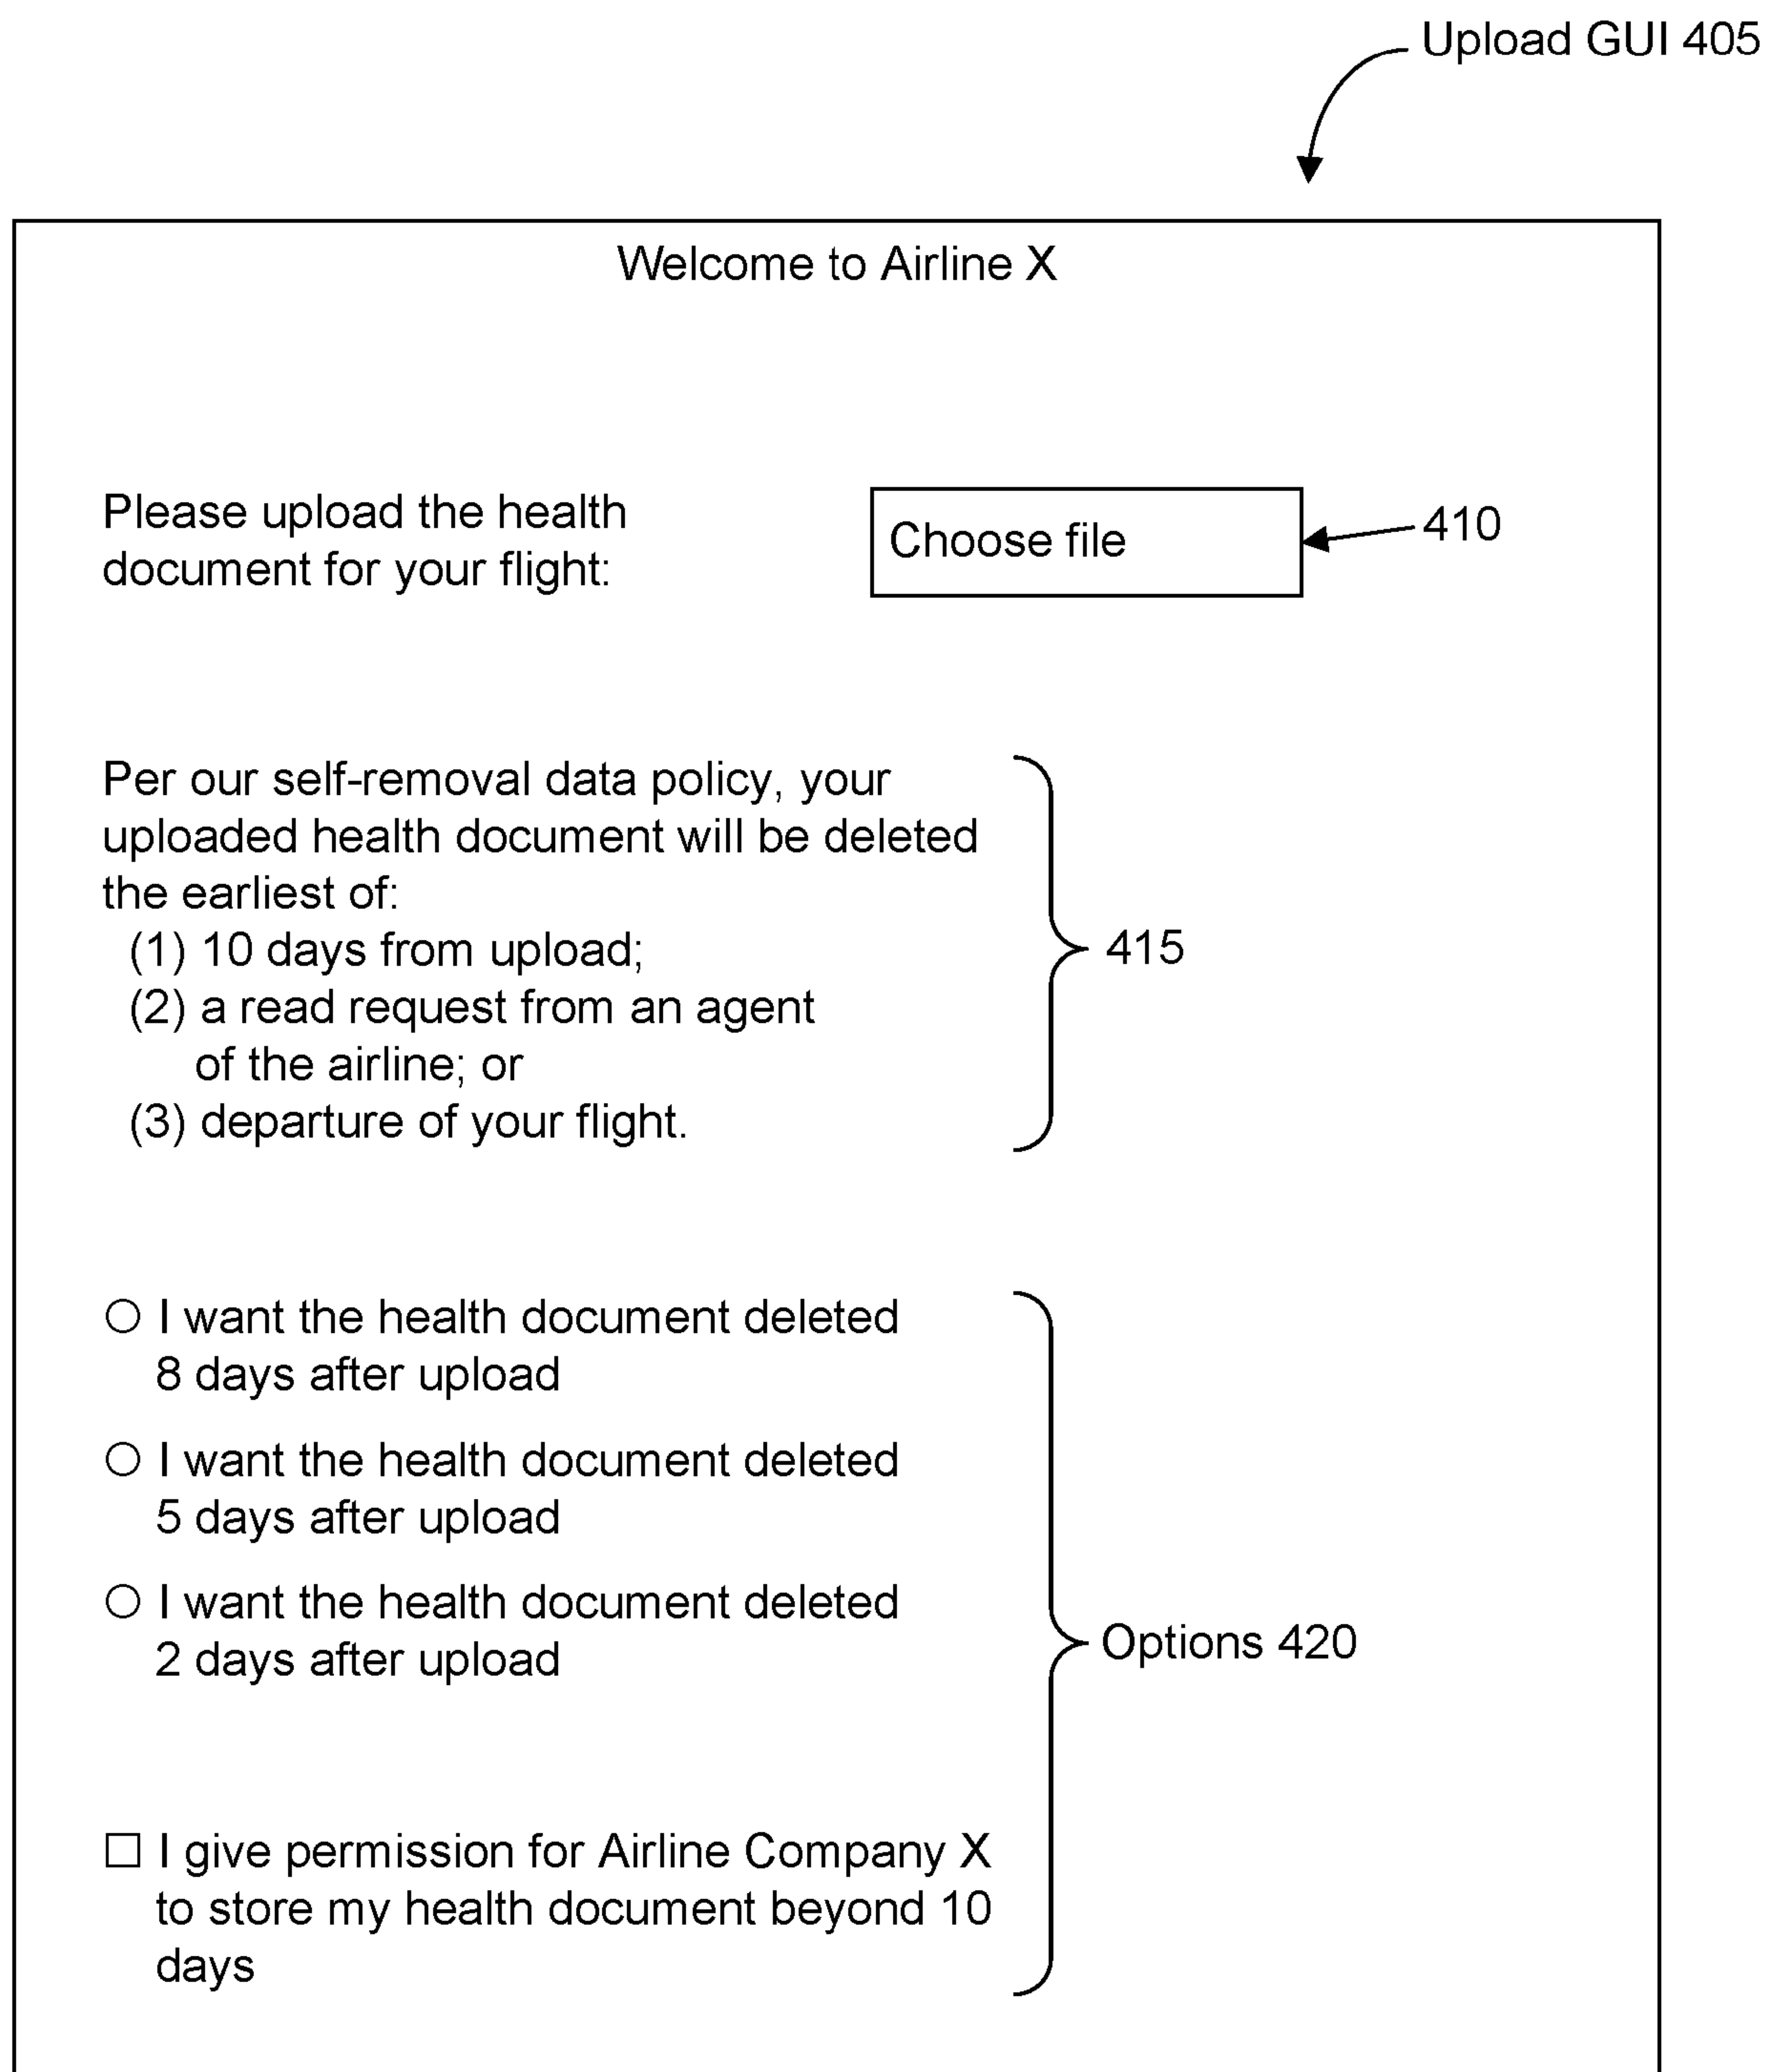 Upload GUI 405
Welcome to Airline X
Please upload the health
document for your flight:
Choose file
410
Per our self-removal data policy, your
uploaded health document will be deleted
the earliest of:
(1) 10 days from upload;
(2) a read request from an agent
of the airline; or
(3) departure of your flight.
415
I want the health document deleted
8 days after upload
I want the health document deleted
5 days after upload
I want the health document deleted
2 days after upload
Options 420
I give permission for Airline Company X
to store my health document beyond 10
days